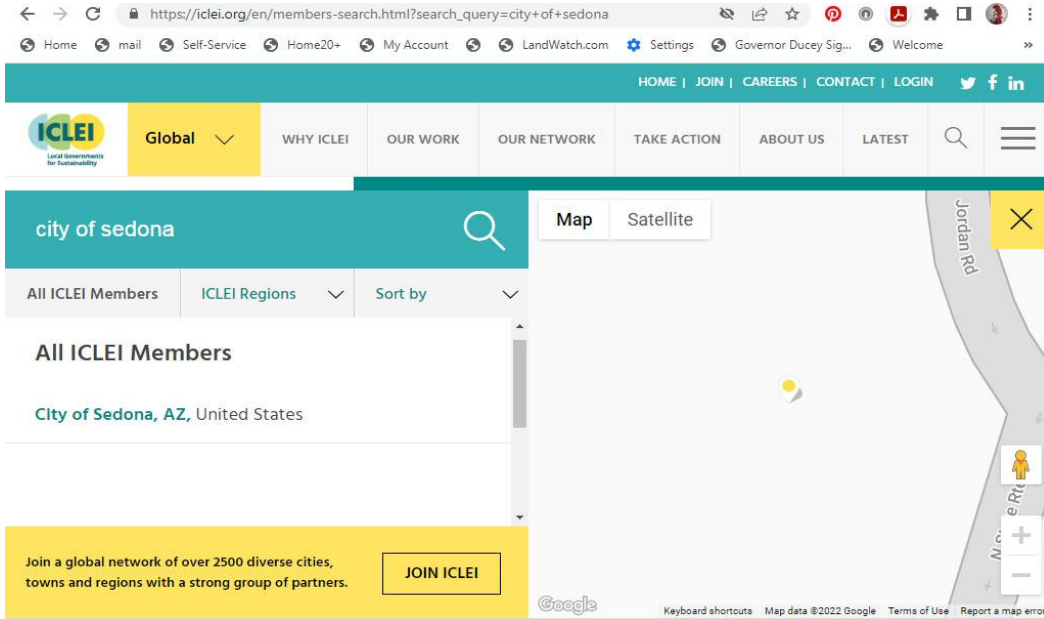 https://iclei.org/en/members-search.html?search_query=city+of+sedona
Home mail Self-Service Home20+ My Account LandWatch.com Settings Governor Ducey Sig... Welcome »
HOME | JOIN | CAREERS | CONTACT | LOGIN
ICLEI
Local Governments
for Sustainability
Global
WHY ICLEI OUR WORK OUR NETWORK TAKE ACTION ABOUT US LATEST
city of sedona
All ICLEI Members ICLEI Regions Sort by
All ICLEI Members
City of Sedona, AZ, United States
Join a global network of over 2500 diverse cities,
towns and regions with a strong group of partners.
JOIN ICLEI
Map Satellite
Jordan Rd
Google
Keyboard shortcuts Map data ©2022 Google Terms of Use Report a map error